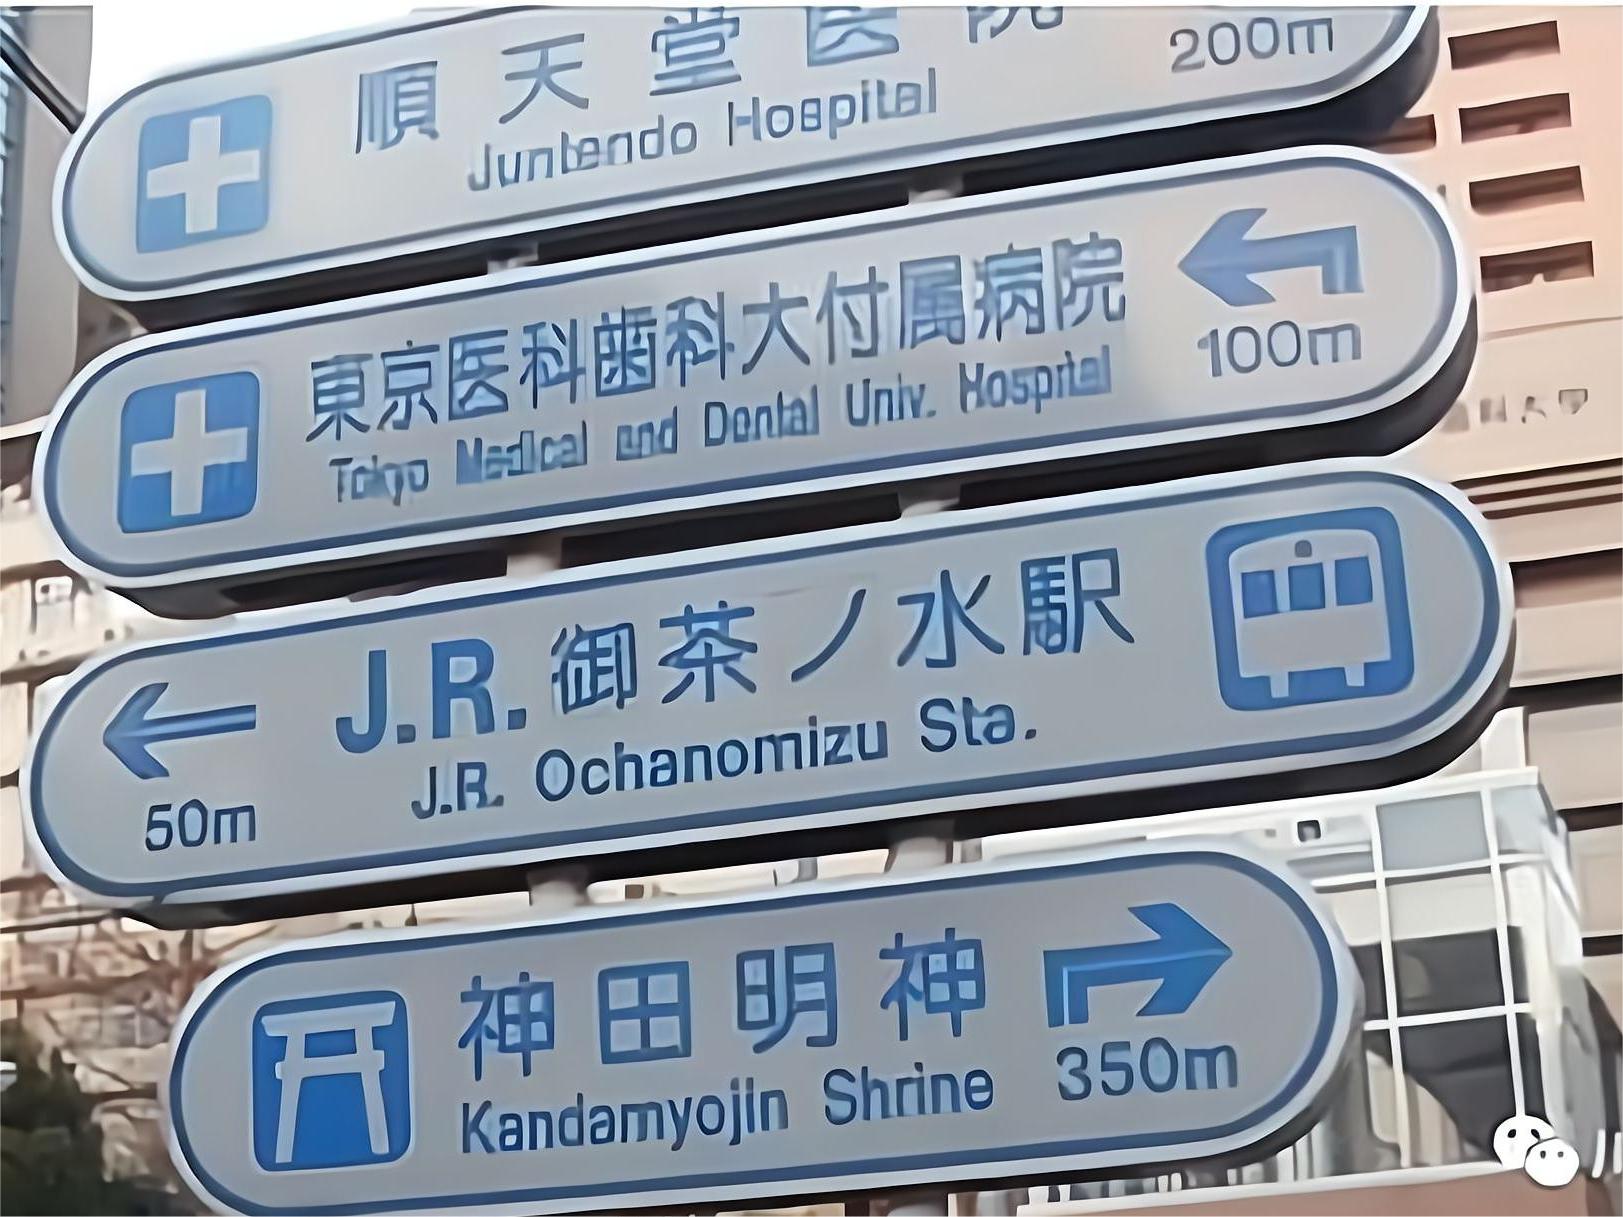 順天堂医院
Juntendo Hospital
200m
東京医科歯科大付属病院
Tokyo Medical and Dental Univ. Hospital
100m
J.R.御茶ノ水駅
J.R. Ochanomizu Sta.
50m
神田明神
Kandamyojin Shrine
350m